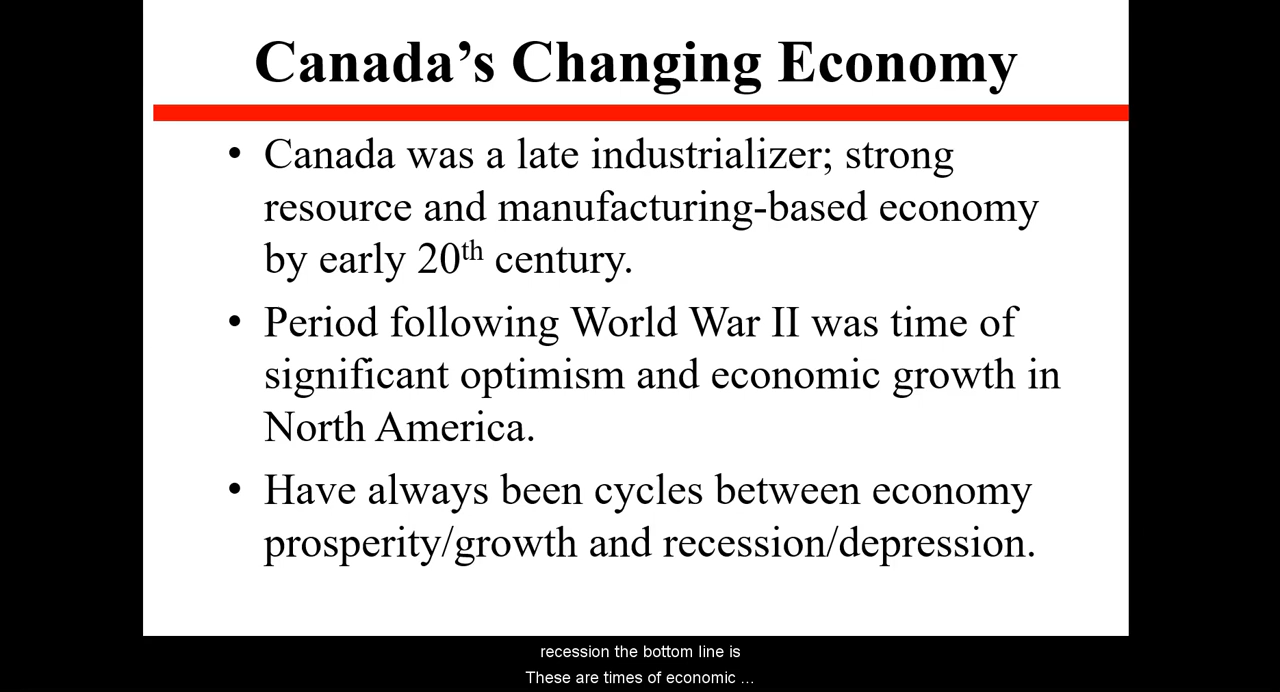 Canada’s Changing Economy
• Canada was a late industrializer; strong
resource and manufacturing-based economy
by early 20th century.
• Period following World War II was time of
significant optimism and economic growth in
North America.
• Have always been cycles between economy
prosperity/growth and recession/depression.
recession the bottom line is
These are times of economic ...